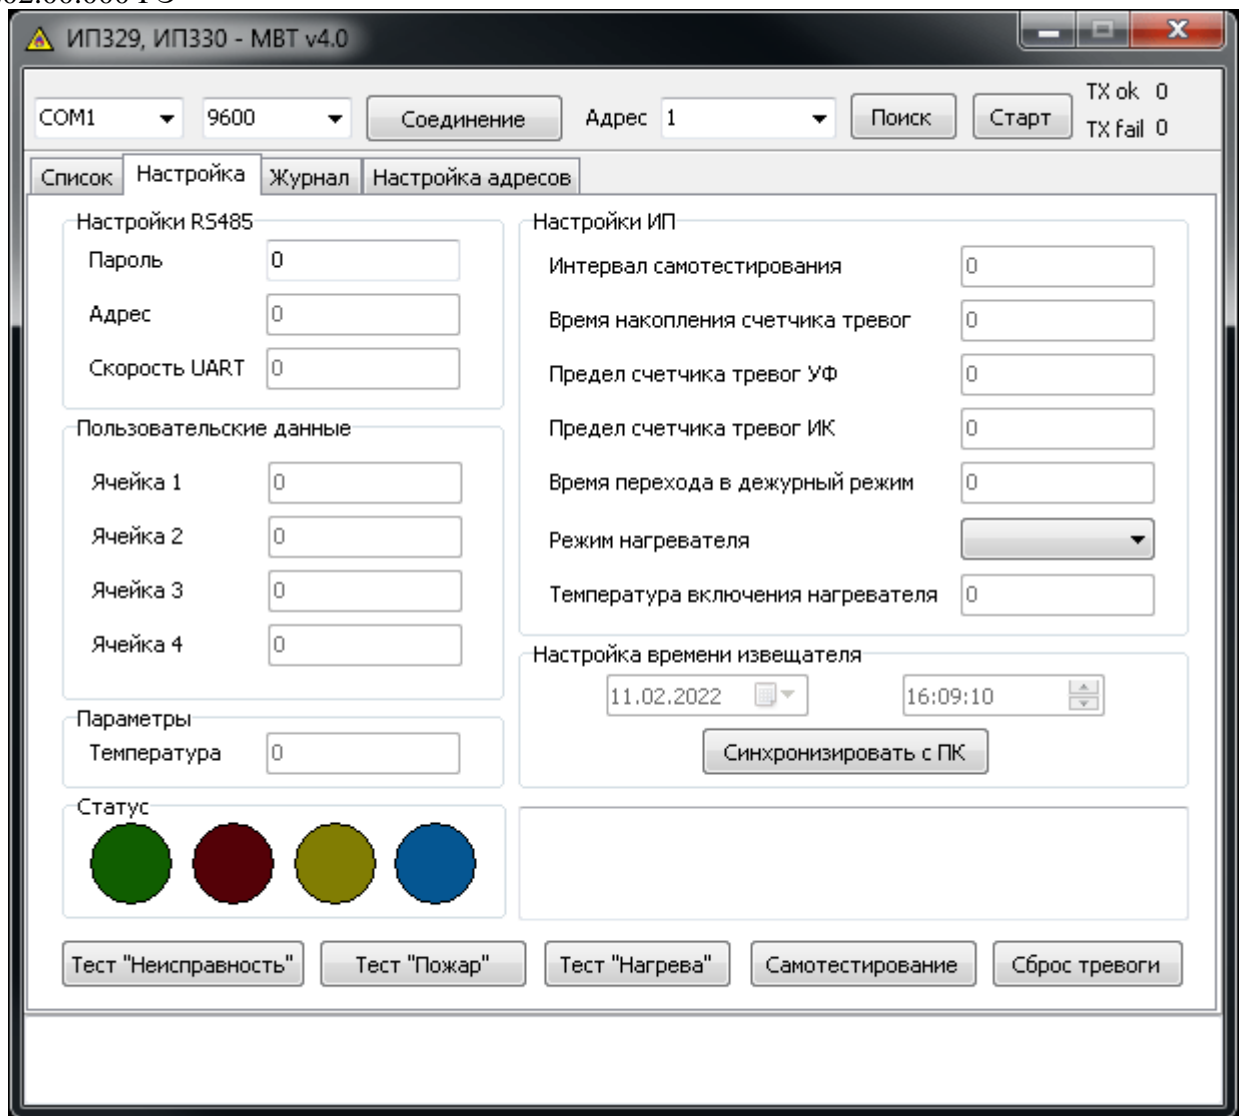 ИП329, ИП330 - МВТ v4.0
COM1 9600 Соединение Адрес 1 Поиск Старт
TX ok 0
TX fail 0
Список Настройка Журнал Настройка адресов
Настройки RS485
Пароль 0
Адрес 0
Скорость UART 0
Пользовательские данные
Ячейка 1 0
Ячейка 2 0
Ячейка 3 0
Ячейка 4 0
Параметры
Температура 0
Статус
Настройки ИП
Интервал самотестирования 0
Время накопления счетчика тревог 0
Предел счетчика тревог УФ 0
Предел счетчика тревог ИК 0
Время перехода в дежурный режим 0
Режим нагревателя
Температура включения нагревателя 0
Настройка времени извещателя
11.02.2022 16:09:10
Синхронизировать с ПК
Тест "Неисправность" Тест "Пожар" Тест "Нагрева" Самотестирование Сброс тревоги